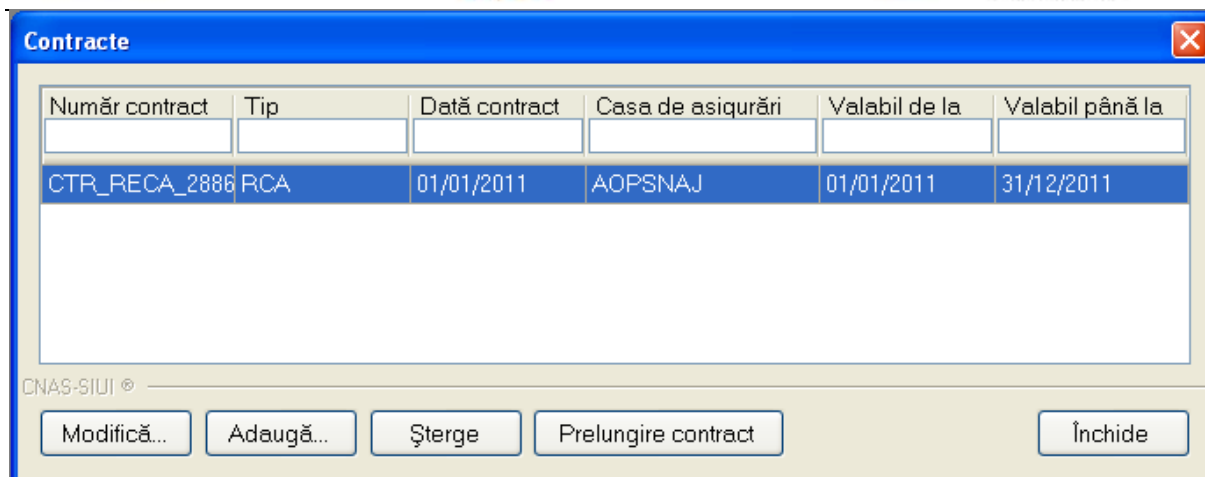 Contracte
Număr contract Tip Dată contract Casa de asigurări Valabil de la Valabil până la
CTR_RECA_2886 RCA 01/01/2011 AOPSNAJ 01/01/2011 31/12/2011
CNAS-SIUI ®
Modifică... Adaugă... Şterge Prelungire contract Închide